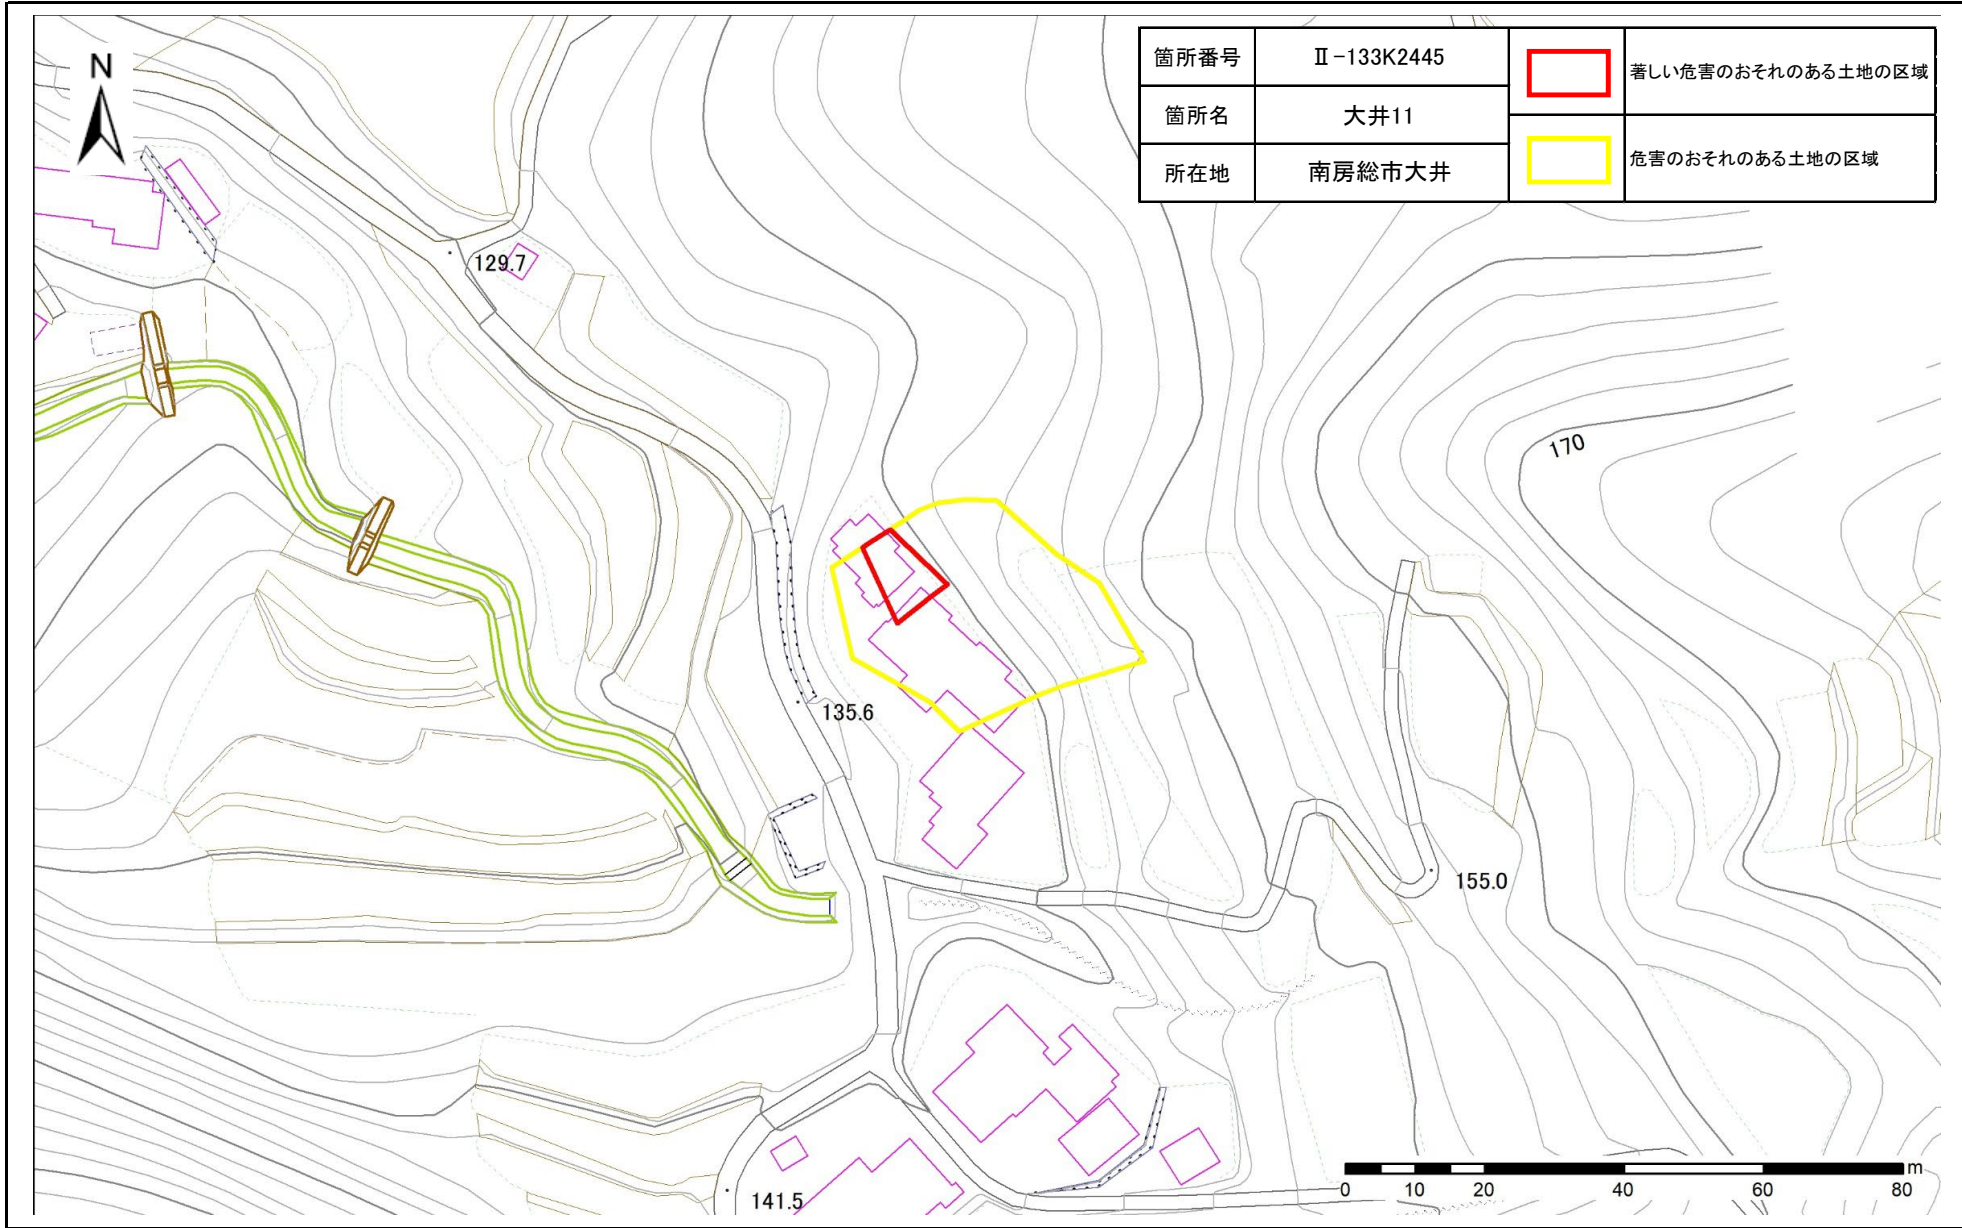 N
箇所番号 Ⅱ-133K2445
箇所名 大井11
所在地 南房総市大井
著しい危害のおそれのある土地の区域
危害のおそれのある土地の区域
129.7
170
135.6
155.0
141.5
m
0 10 20 40 60 80